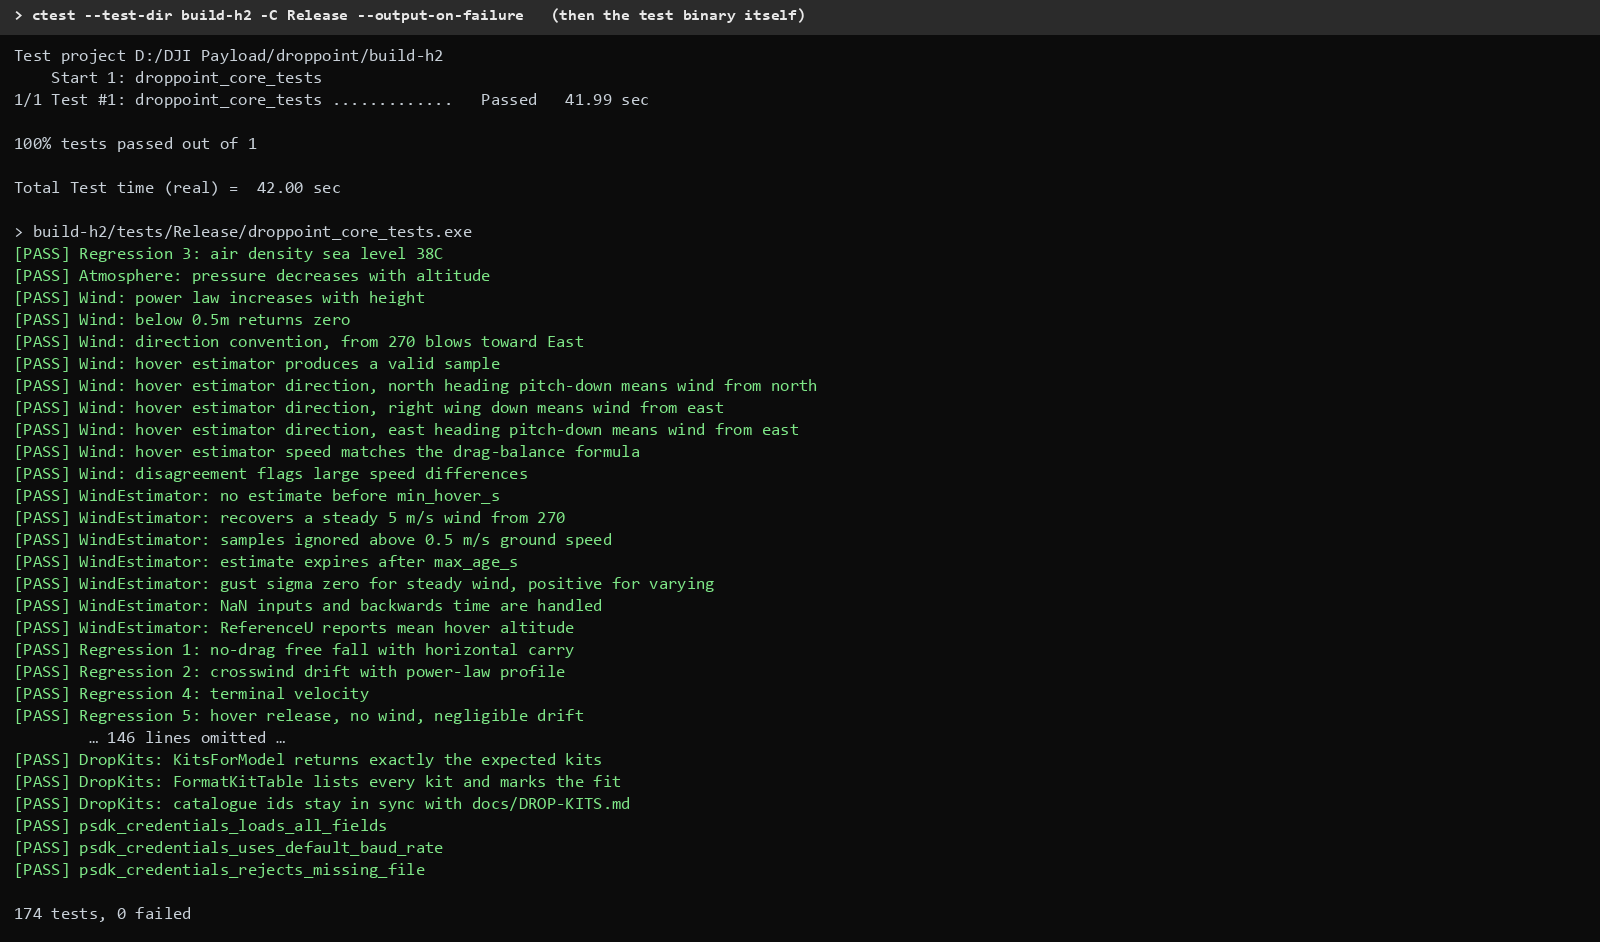 > ctest --test-dir build-h2 -C Release --output-on-failure   (then the test binary itself)
Test project D:/DJI Payload/droppoint/build-h2
    Start 1: droppoint_core_tests
1/1 Test #1: droppoint_core_tests .............   Passed   41.99 sec

100% tests passed out of 1

Total Test time (real) =  42.00 sec

> build-h2/tests/Release/droppoint_core_tests.exe
[PASS] Regression 3: air density sea level 38C
[PASS] Atmosphere: pressure decreases with altitude
[PASS] Wind: power law increases with height
[PASS] Wind: below 0.5m returns zero
[PASS] Wind: direction convention, from 270 blows toward East
[PASS] Wind: hover estimator produces a valid sample
[PASS] Wind: hover estimator direction, north heading pitch-down means wind from north
[PASS] Wind: hover estimator direction, right wing down means wind from east
[PASS] Wind: hover estimator direction, east heading pitch-down means wind from east
[PASS] Wind: hover estimator speed matches the drag-balance formula
[PASS] Wind: disagreement flags large speed differences
[PASS] WindEstimator: no estimate before min_hover_s
[PASS] WindEstimator: recovers a steady 5 m/s wind from 270
[PASS] WindEstimator: samples ignored above 0.5 m/s ground speed
[PASS] WindEstimator: estimate expires after max_age_s
[PASS] WindEstimator: gust sigma zero for steady wind, positive for varying
[PASS] WindEstimator: NaN inputs and backwards time are handled
[PASS] WindEstimator: ReferenceU reports mean hover altitude
[PASS] Regression 1: no-drag free fall with horizontal carry
[PASS] Regression 2: crosswind drift with power-law profile
[PASS] Regression 4: terminal velocity
[PASS] Regression 5: hover release, no wind, negligible drift
        … 146 lines omitted …
[PASS] DropKits: KitsForModel returns exactly the expected kits
[PASS] DropKits: FormatKitTable lists every kit and marks the fit
[PASS] DropKits: catalogue ids stay in sync with docs/DROP-KITS.md
[PASS] psdk_credentials_loads_all_fields
[PASS] psdk_credentials_uses_default_baud_rate
[PASS] psdk_credentials_rejects_missing_file

174 tests, 0 failed